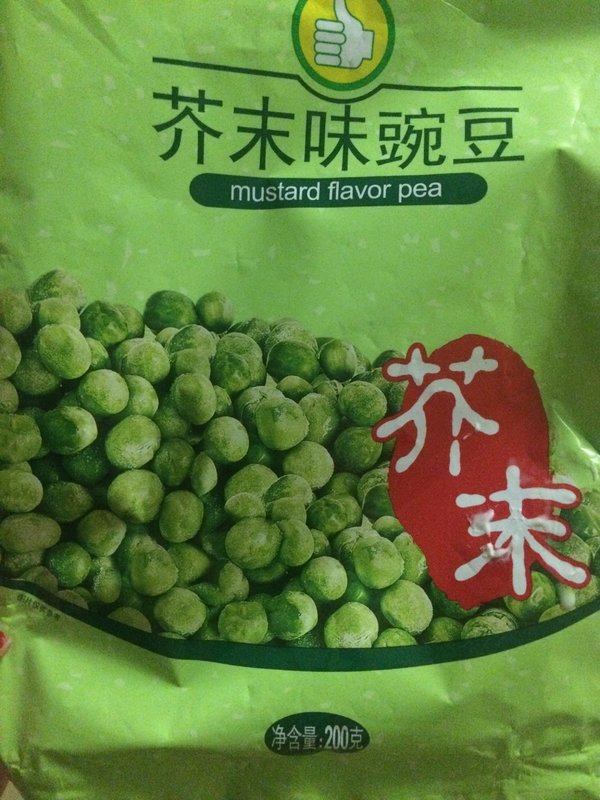 芥末味豌豆
mustard flavor pea
芥
末
净含量:200克